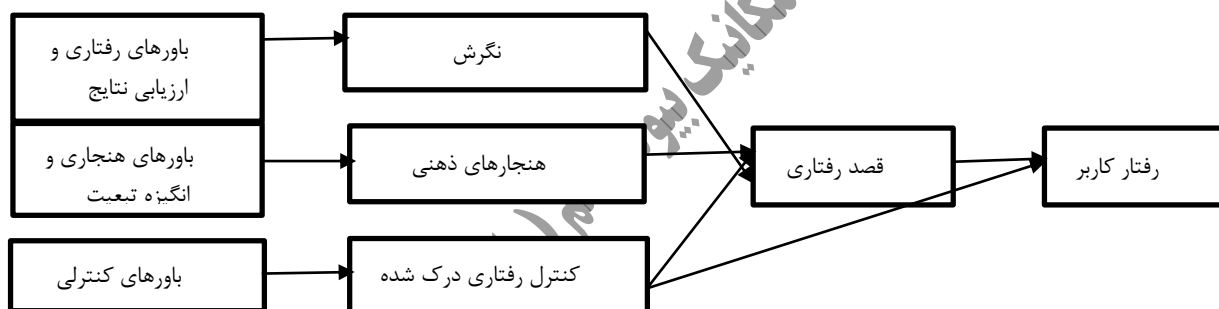 باورهای رفتاری و
ارزیابی نتایج
نگرش
باورهای هنجاری و
انگیزه تبعیت
هنجارهای ذهنی
قصد رفتاری
رفتار کاربر
باورهای کنترلی
کنترل رفتاری درک شده